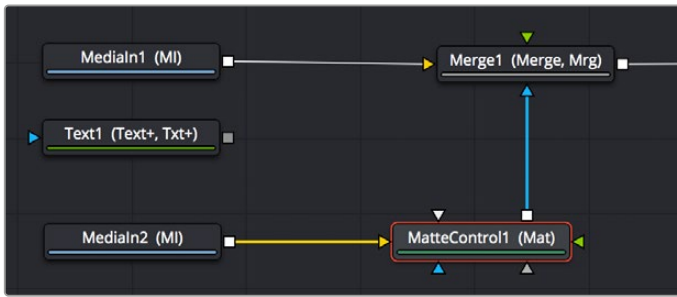 MediaIn1 (MI)
Merge1 (Merge, Mrg)
Text1 (Text+, Txt+)
MediaIn2 (MI)
MatteControl1 (Mat)